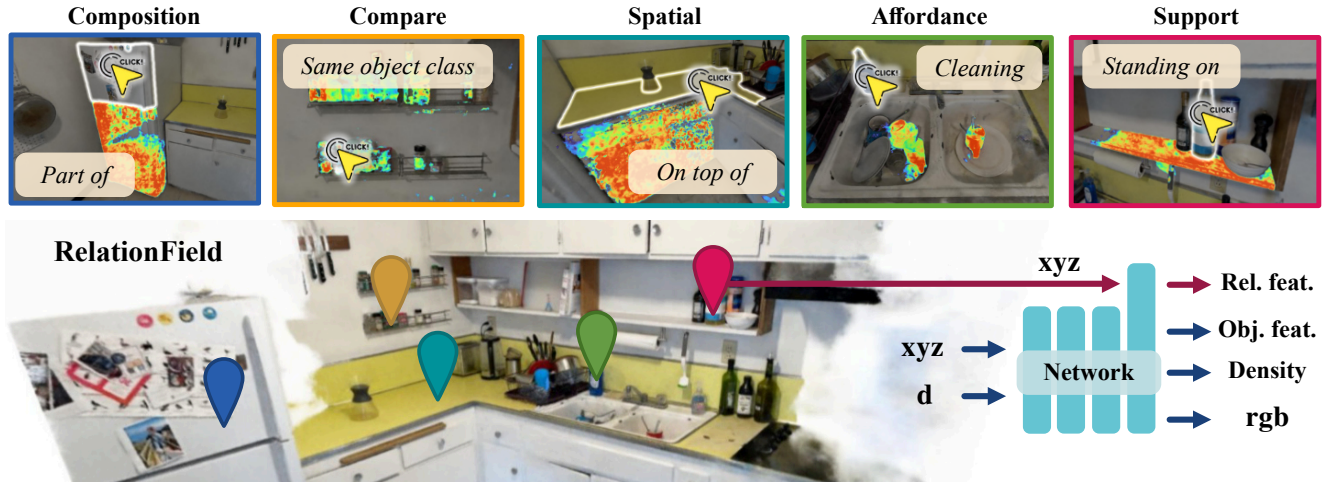 Composition
Compare
Spatial
Affordance
Support
CLICK!
Part of
Same object class
CLICK!
CLICK!
On top of
CLICK!
Cleaning
Standing on
CLICK!
RelationField
xyz
xyz
d
Network
Rel. feat.
Obj. feat.
Density
rgb